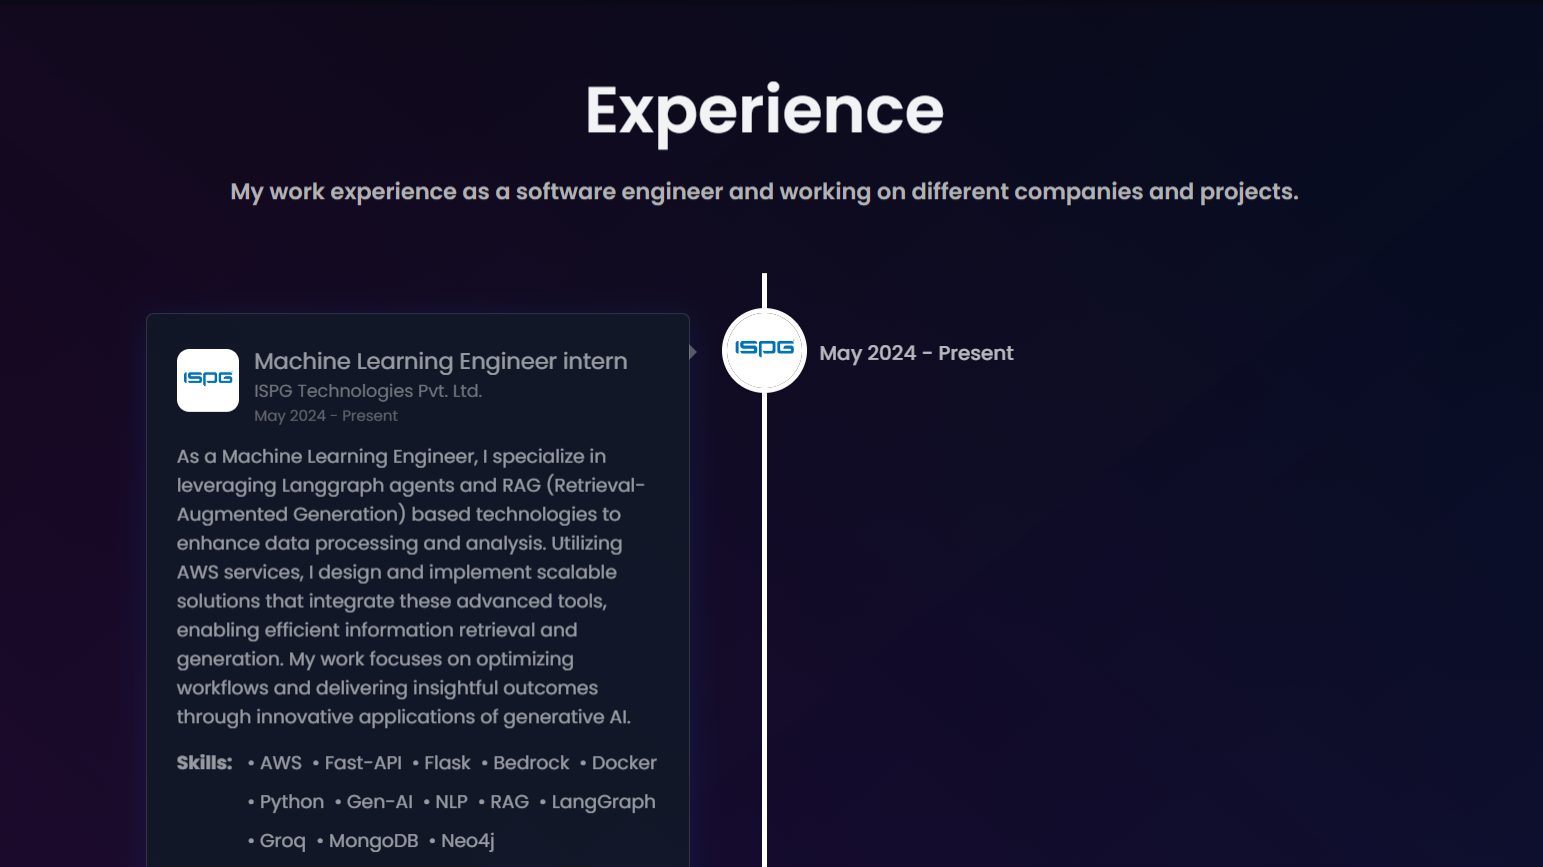 Experience
My work experience as a software engineer and working on different companies and projects.
ISPG
May 2024 - Present
ISPG
Machine Learning Engineer intern
ISPG Technologies Pvt. Ltd.
May 2024 - Present
As a Machine Learning Engineer, I specialize in
leveraging Langgraph agents and RAG (Retrieval-
Augmented Generation) based technologies to
enhance data processing and analysis. Utilizing
AWS services, I design and implement scalable
solutions that integrate these advanced tools,
enabling efficient information retrieval and
generation. My work focuses on optimizing
workflows and delivering insightful outcomes
through innovative applications of generative AI.
Skills: • AWS • Fast-API • Flask • Bedrock • Docker
• Python • Gen-AI • NLP • RAG • LangGraph
• Groq • MongoDB • Neo4j